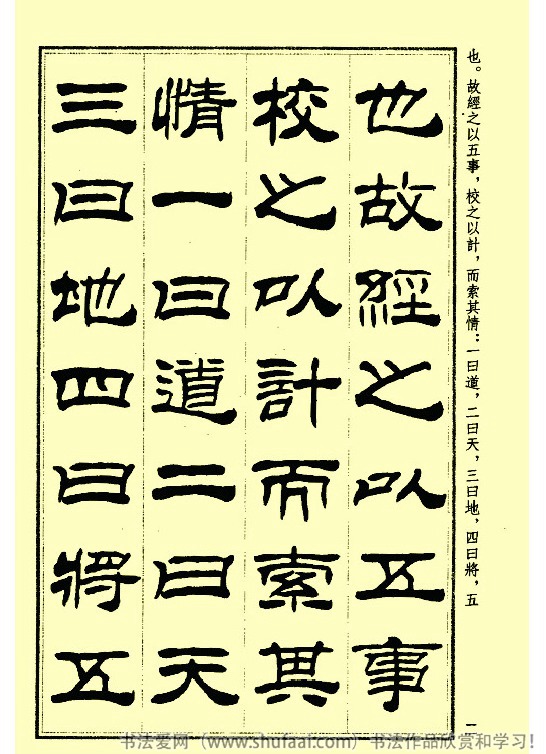 也。故經之以五事，校之以計，而索其情：一曰道，二曰天，三曰地，四曰將，五
也故經之以五事
校之以計而索其
情一曰道二曰天
三曰地四曰將五
书法爱网（www.shufaai.com）书法作品欣赏和学习！